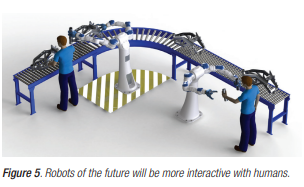 Figure 5. Robots of the future will be more interactive with humans.